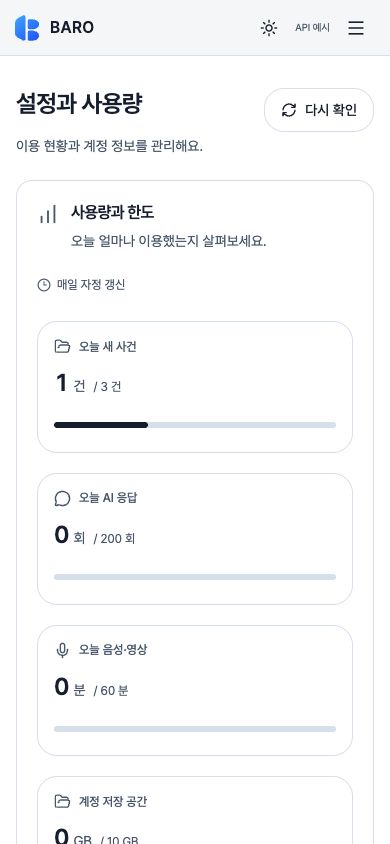 BARO
API 예시
설정과 사용량
다시 확인
이용 현황과 계정 정보를 관리해요.
사용량과 한도
오늘 얼마나 이용했는지 살펴보세요.
매일 자정 갱신
오늘 새 사건
1 건 / 3 건
오늘 AI 응답
0 회 / 200 회
오늘 음성·영상
0 분 / 60 분
계정 저장 공간
0 GB / 10 GB